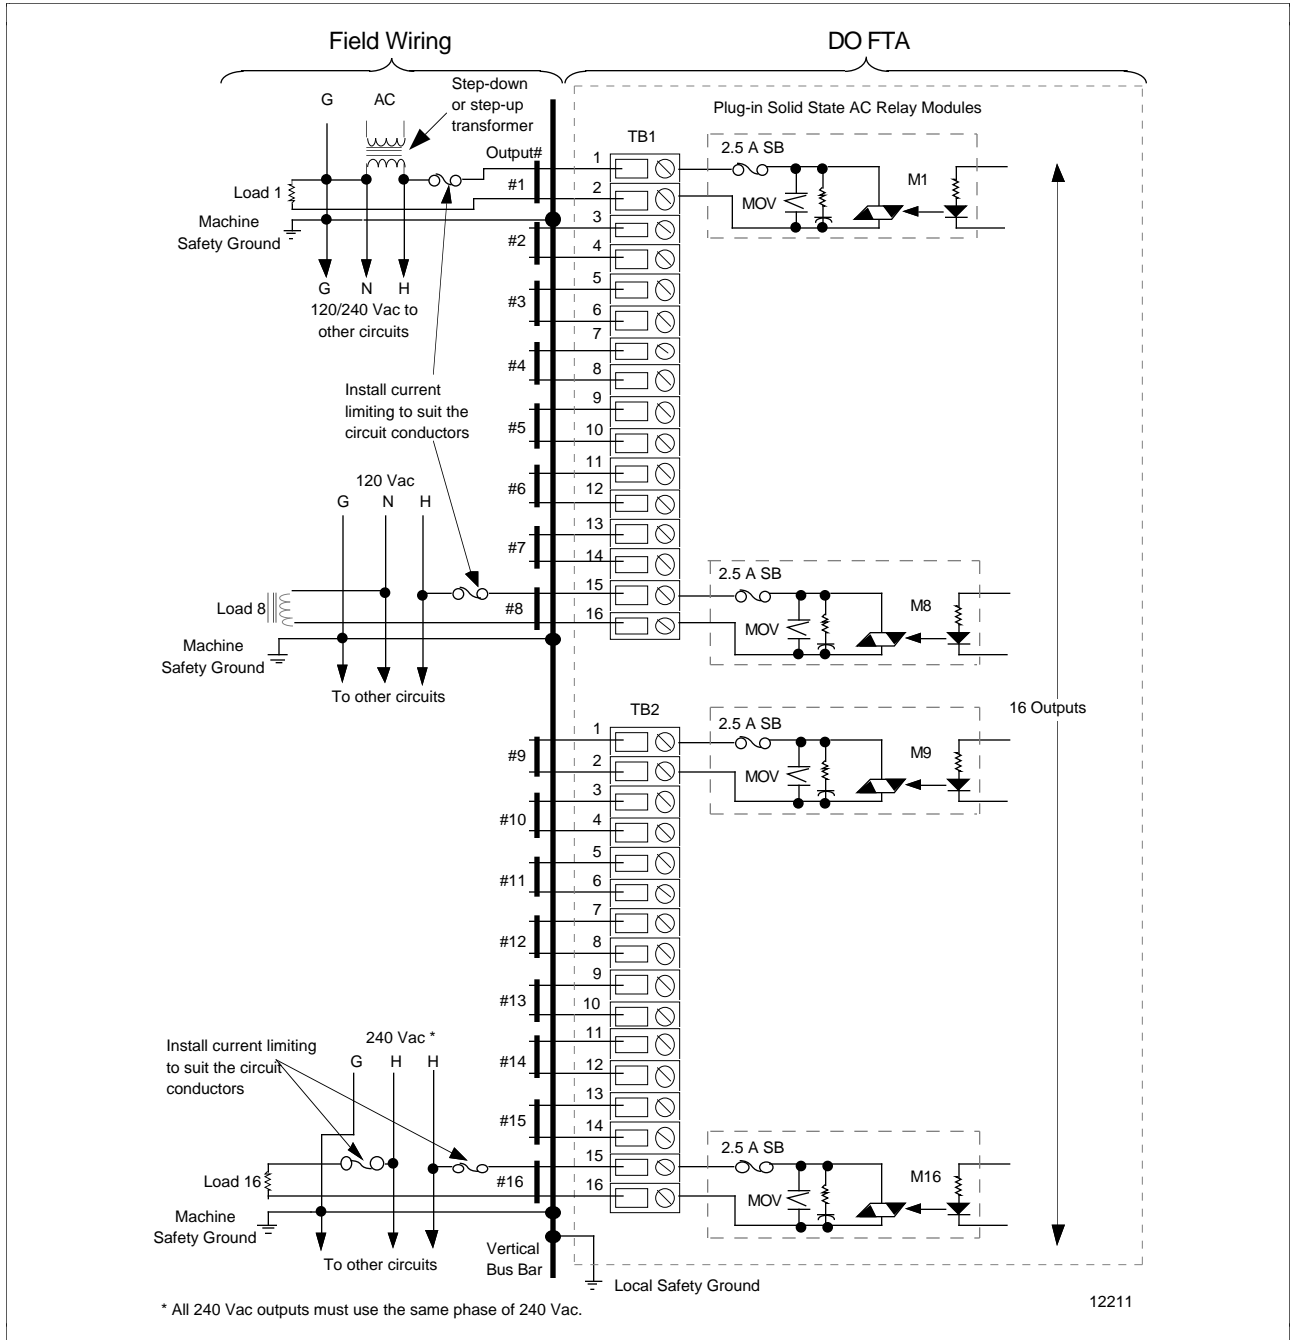 Field Wiring
DO FTA
G
AC
Step-down
or step-up
transformer
Plug-in Solid State AC Relay Modules
Output#
TB1
2.5 A SB
M1
MOV
Load 1
Machine
Safety Ground
G
N
H
120/240 Vac to
other circuits
#1
#2
#3
#4
#5
#6
#7
#8
1
2
3
4
5
6
7
8
9
10
11
12
13
14
15
16
Install current
limiting to suit the
circuit conductors
120 Vac
G
N
H
Load 8
Machine
Safety Ground
To other circuits
2.5 A SB
M8
MOV
16 Outputs
TB2
2.5 A SB
M9
MOV
#9
#10
#11
#12
#13
#14
#15
#16
1
2
3
4
5
6
7
8
9
10
11
12
13
14
15
16
Install current limiting
to suit the circuit
conductors
240 Vac *
G
H
H
Load 16
Machine
Safety Ground
To other circuits
2.5 A SB
M16
MOV
Vertical
Bus Bar
Local Safety Ground
* All 240 Vac outputs must use the same phase of 240 Vac.
12211